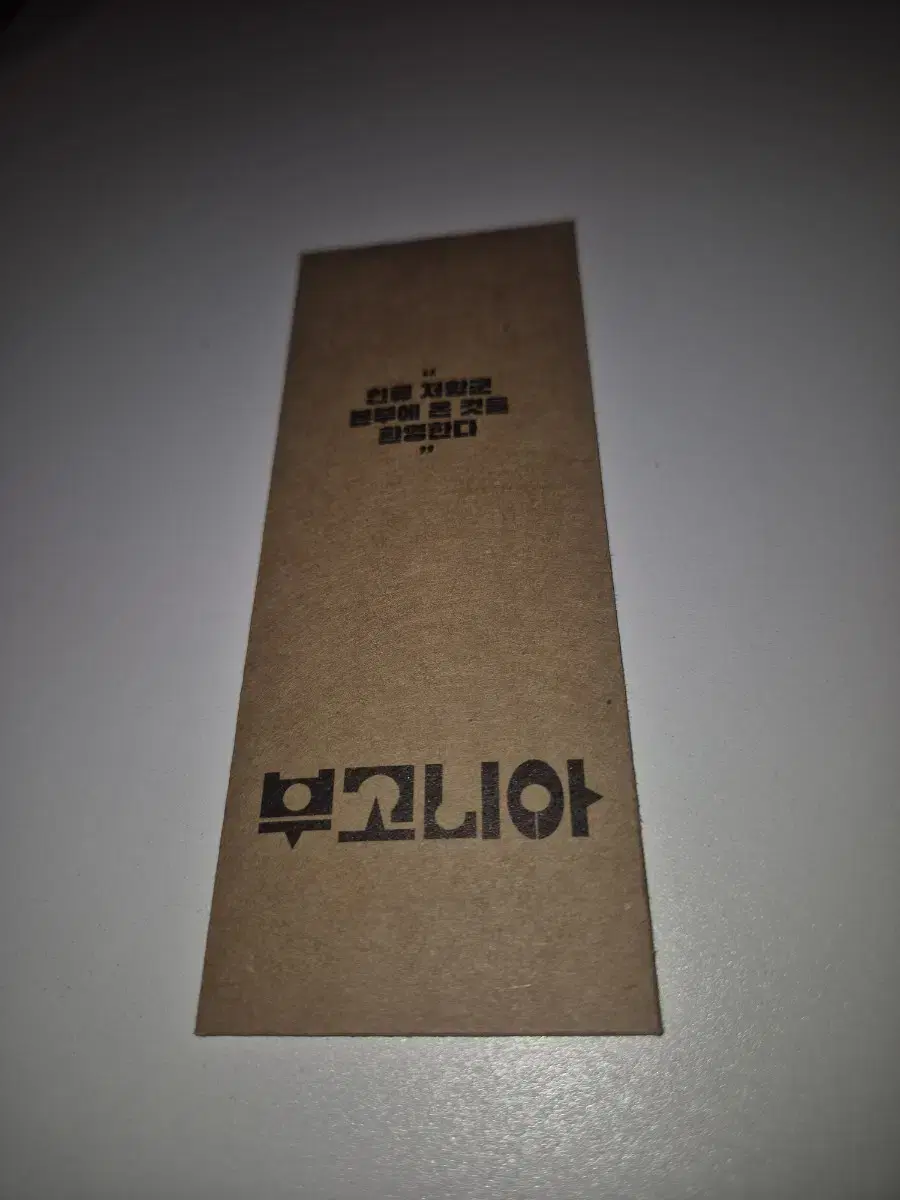 "
인류 저항군
본부에 온 것을
환영한다
"
부고니아